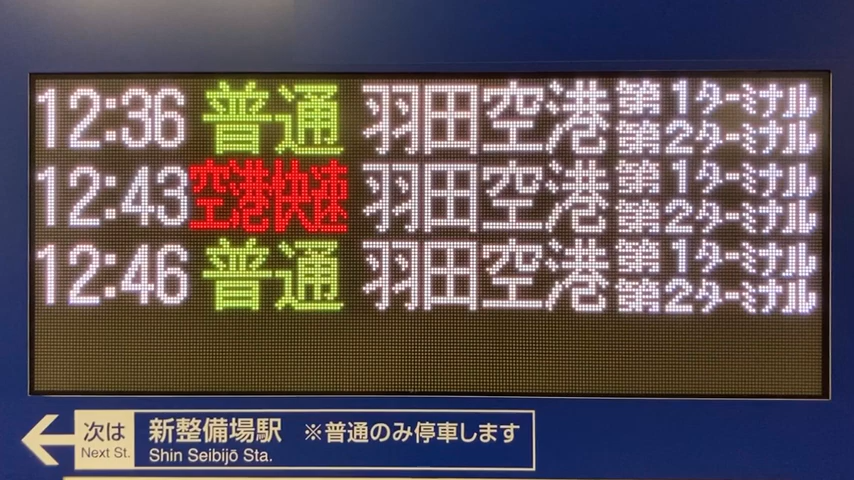 12:36 普通 羽田空港 第1ターミナル 第2ターミナル
12:43 空港快速 羽田空港 第1ターミナル 第2ターミナル
12:46 普通 羽田空港 第1ターミナル 第2ターミナル
次は 新整備場駅 ※普通のみ停車します
Next St. Shin Seibijō Sta.